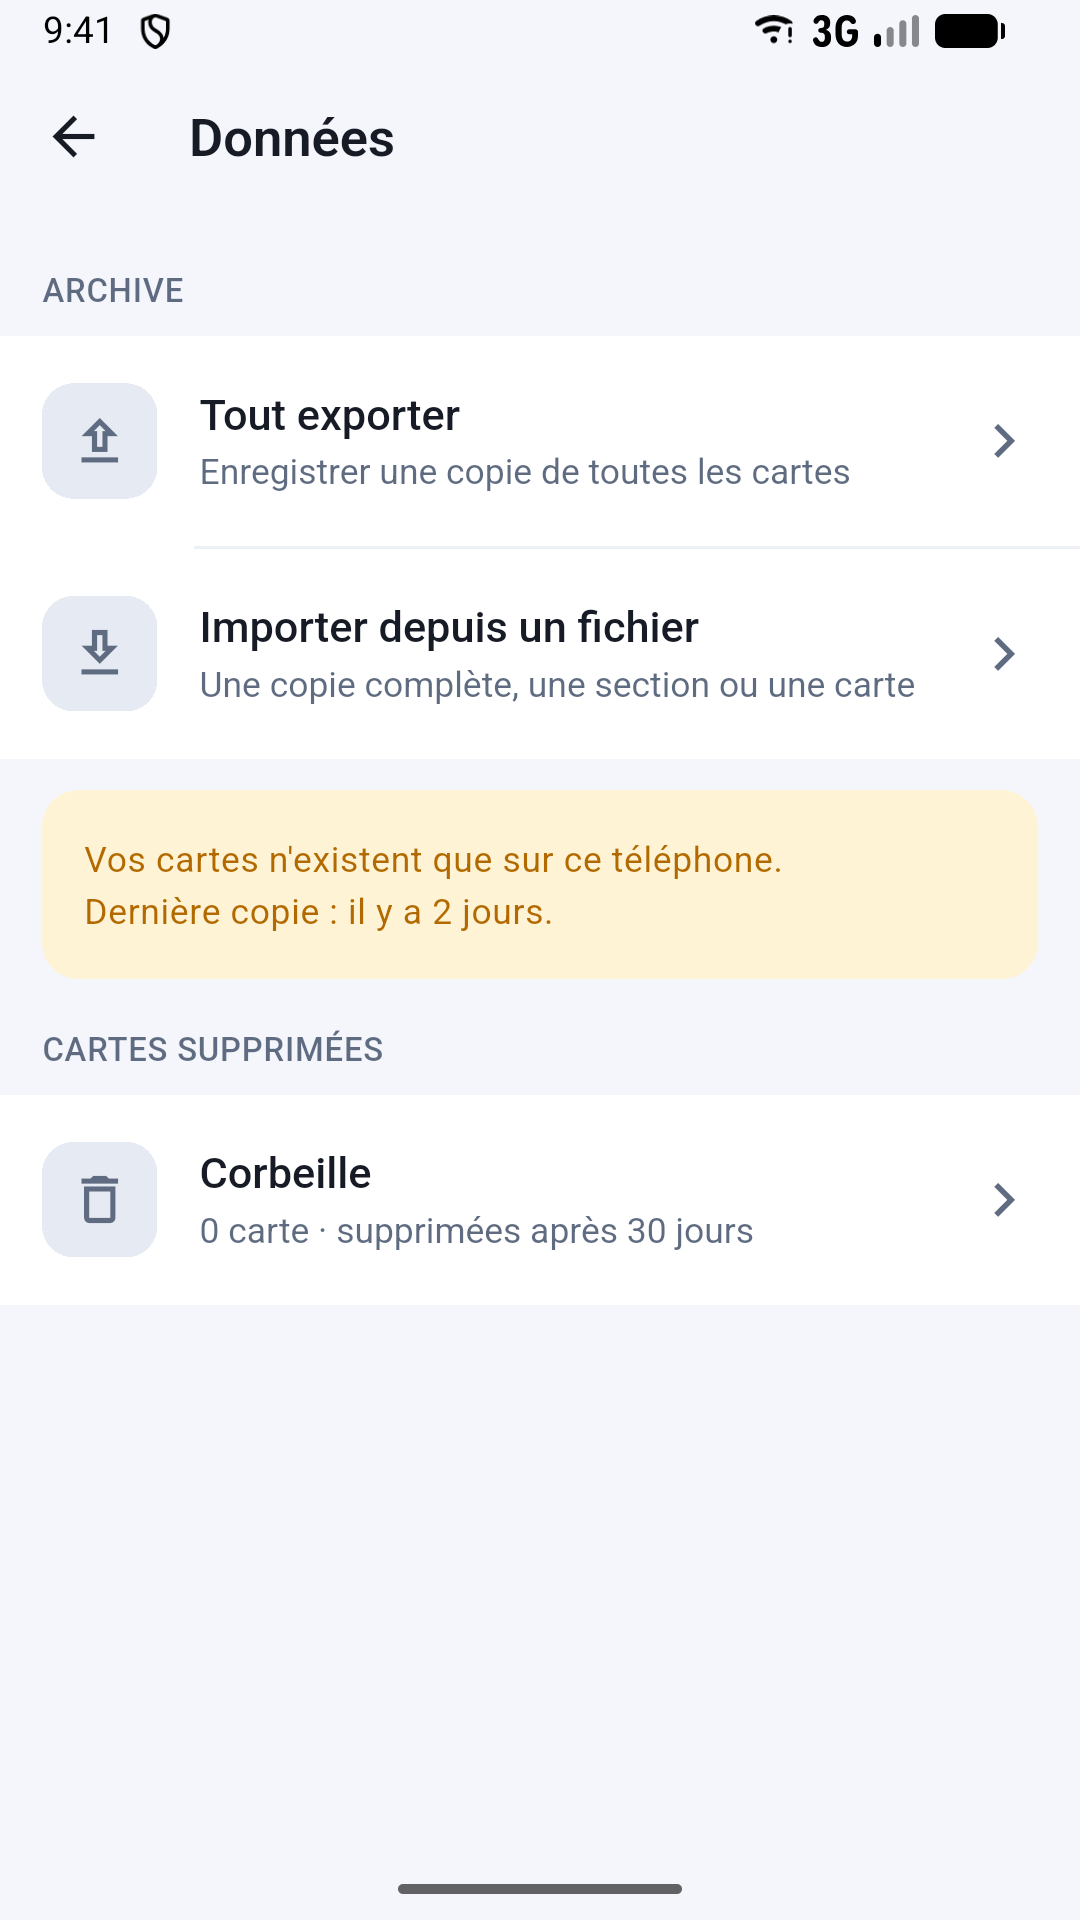 9:41
3G
Données
ARCHIVE
Tout exporter
Enregistrer une copie de toutes les cartes
Importer depuis un fichier
Une copie complète, une section ou une carte
Vos cartes n'existent que sur ce téléphone.
Dernière copie : il y a 2 jours.
CARTES SUPPRIMÉES
Corbeille
0 carte · supprimées après 30 jours